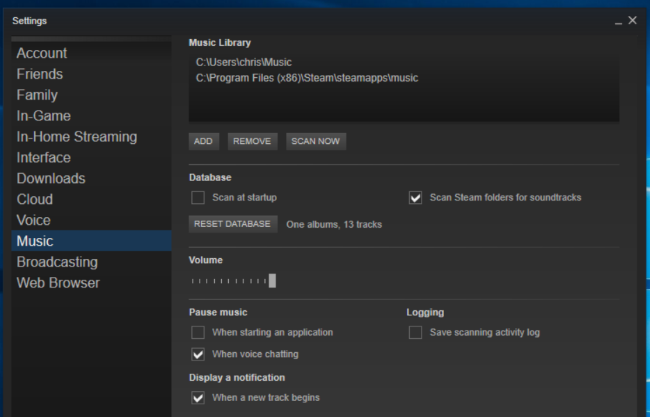 Settings
Account
Friends
Family
In-Game
In-Home Streaming
Interface
Downloads
Cloud
Voice
Music
Broadcasting
Web Browser
Music Library
C:\Users\chris\Music
C:\Program Files (x86)\Steam\steamapps\music
ADD REMOVE SCAN NOW
Database
Scan at startup Scan Steam folders for soundtracks
RESET DATABASE One albums, 13 tracks
Volume
Pause music Logging
When starting an application Save scanning activity log
When voice chatting
Display a notification
When a new track begins